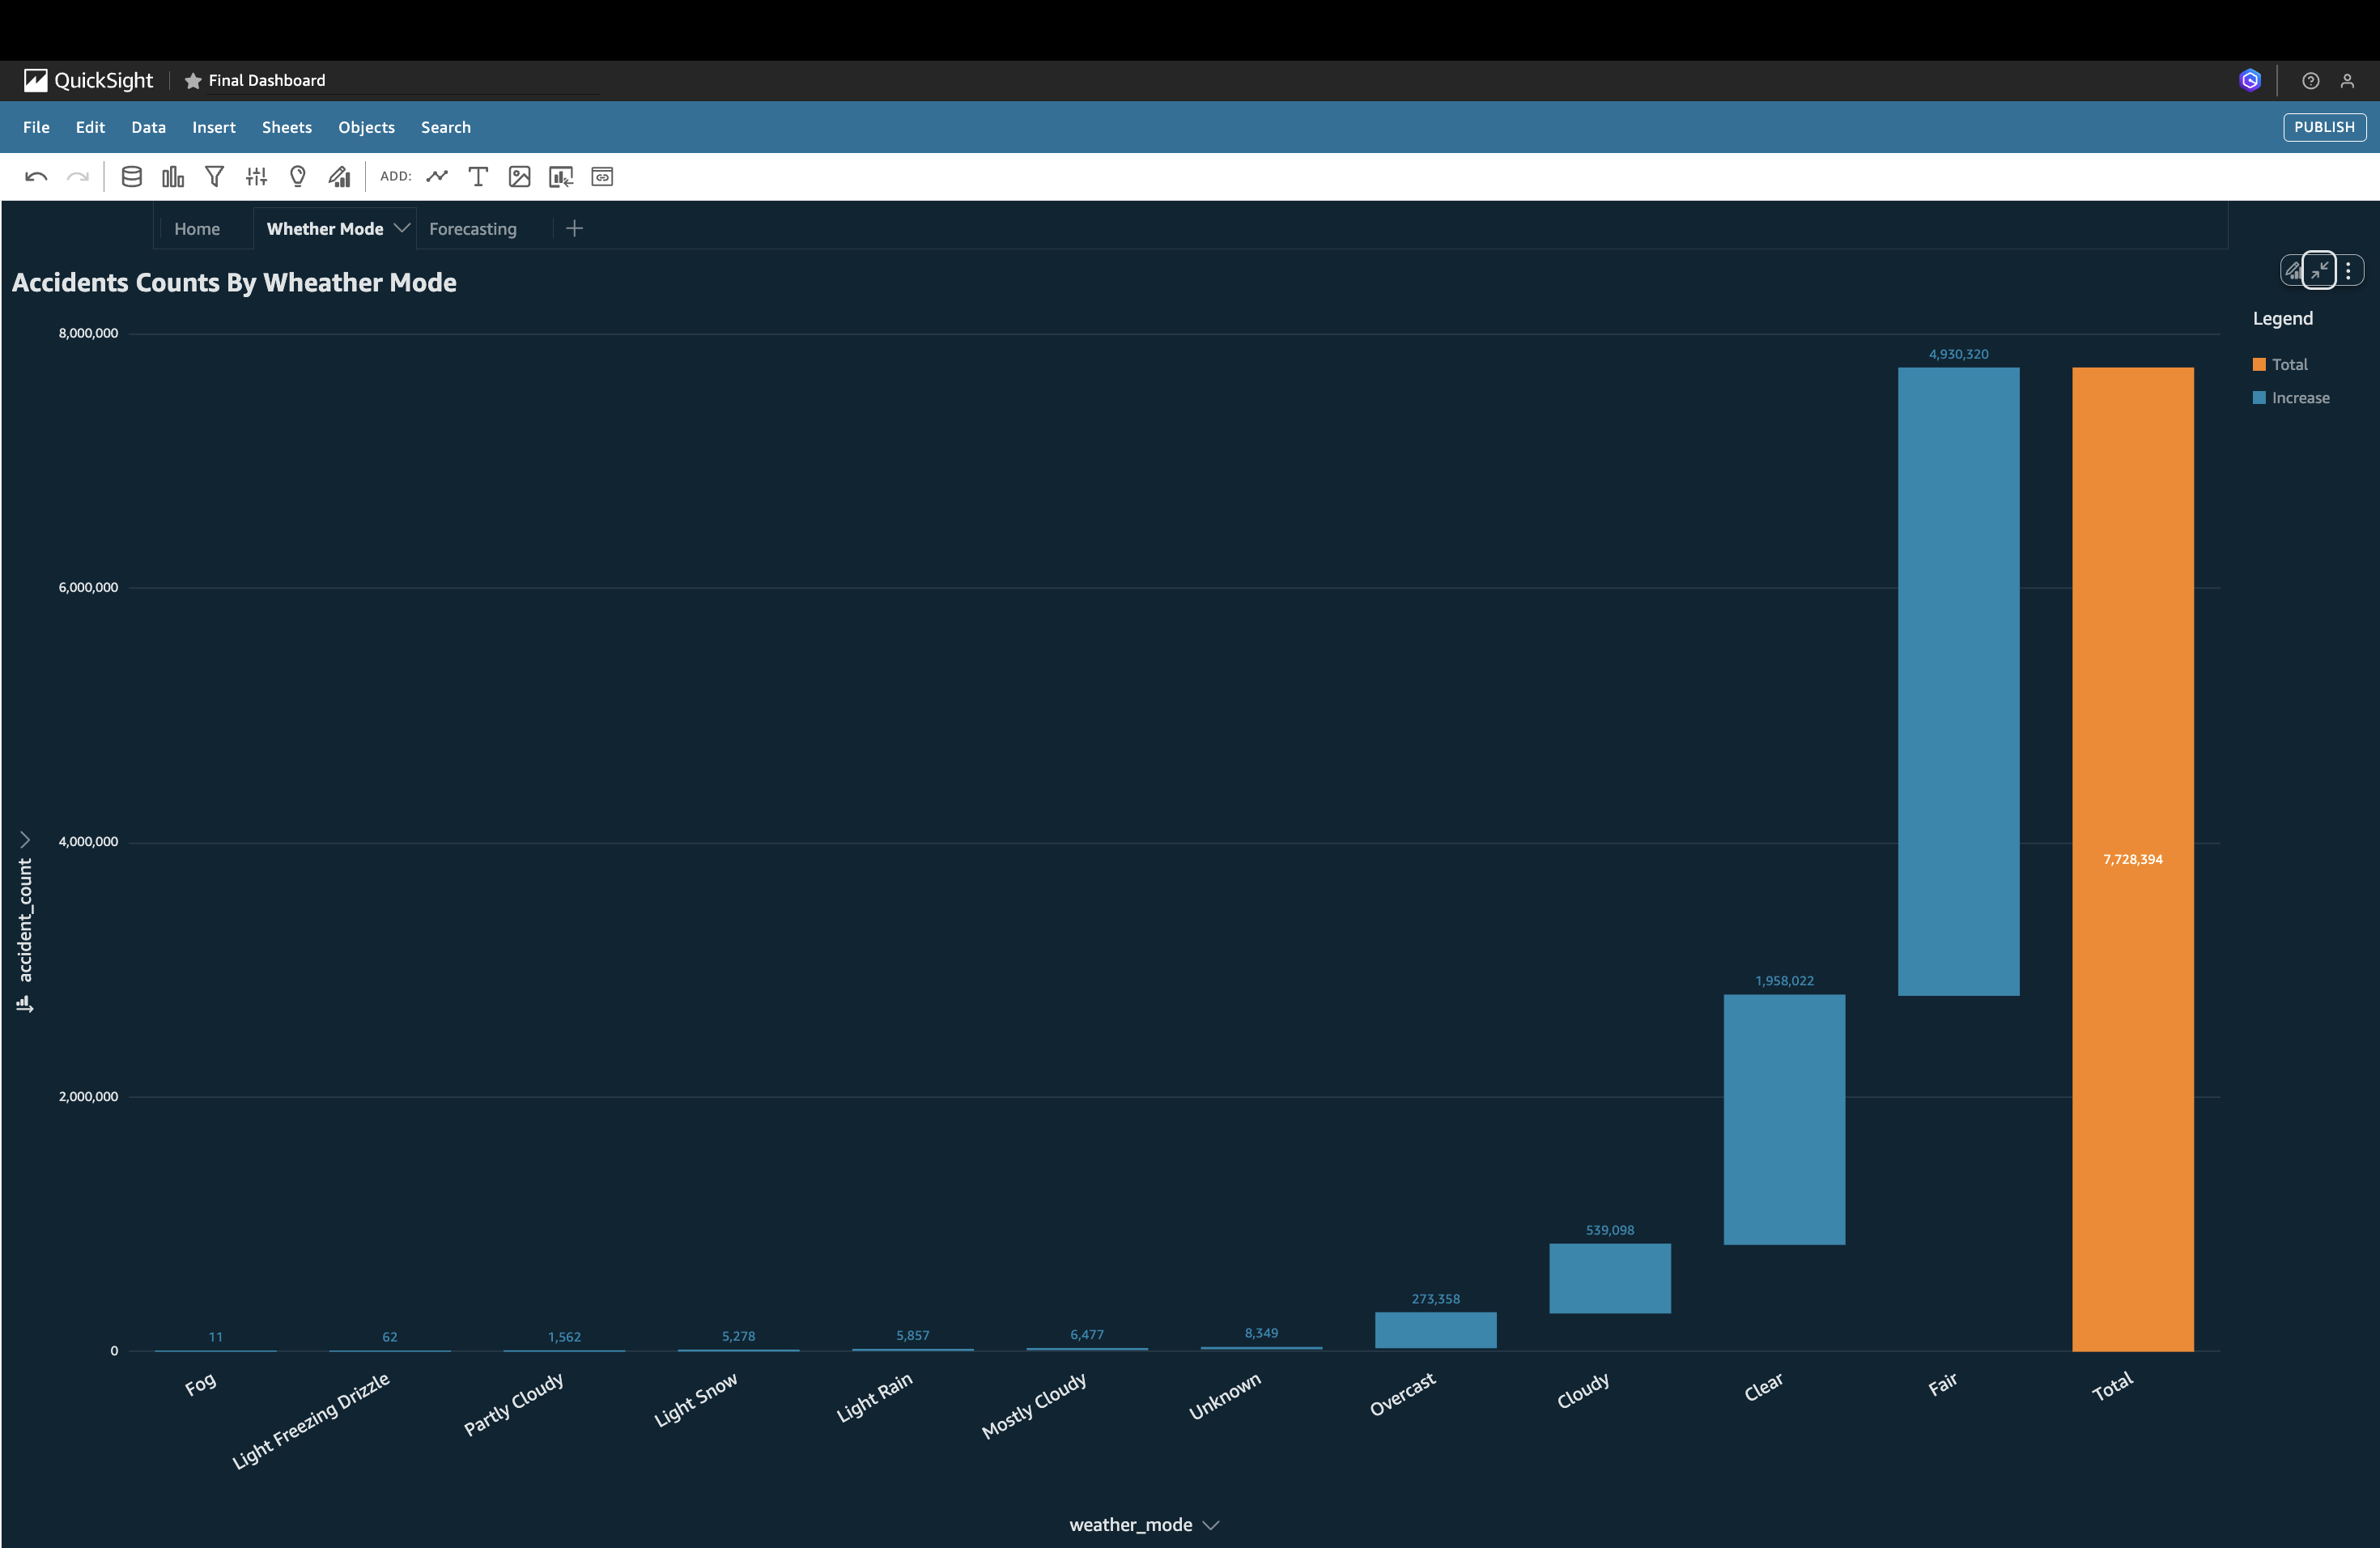 QuickSight Final Dashboard
File Edit Data Insert Sheets Objects Search PUBLISH
ADD:
Home Whether Mode Forecasting
Accidents Counts By Wheather Mode
Legend
Total
Increase
8,000,000
6,000,000
4,000,000
2,000,000
0
accident_count
11
62
1,562
5,278
5,857
6,477
8,349
273,358
539,098
1,958,022
4,930,320
7,728,394
Fog
Light Freezing Drizzle
Partly Cloudy
Light Snow
Light Rain
Mostly Cloudy
Unknown
Overcast
Cloudy
Clear
Fair
Total
weather_mode